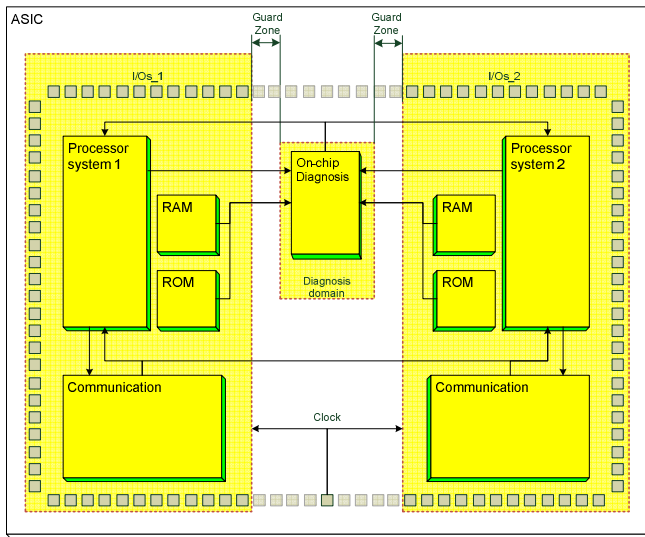 ASIC
Guard
Zone
Guard
Zone
I/Os_1
I/Os_2
Processor
system 1
On-chip
Diagnosis
Processor
system 2
RAM
RAM
ROM
ROM
Diagnosis
domain
Communication
Communication
Clock